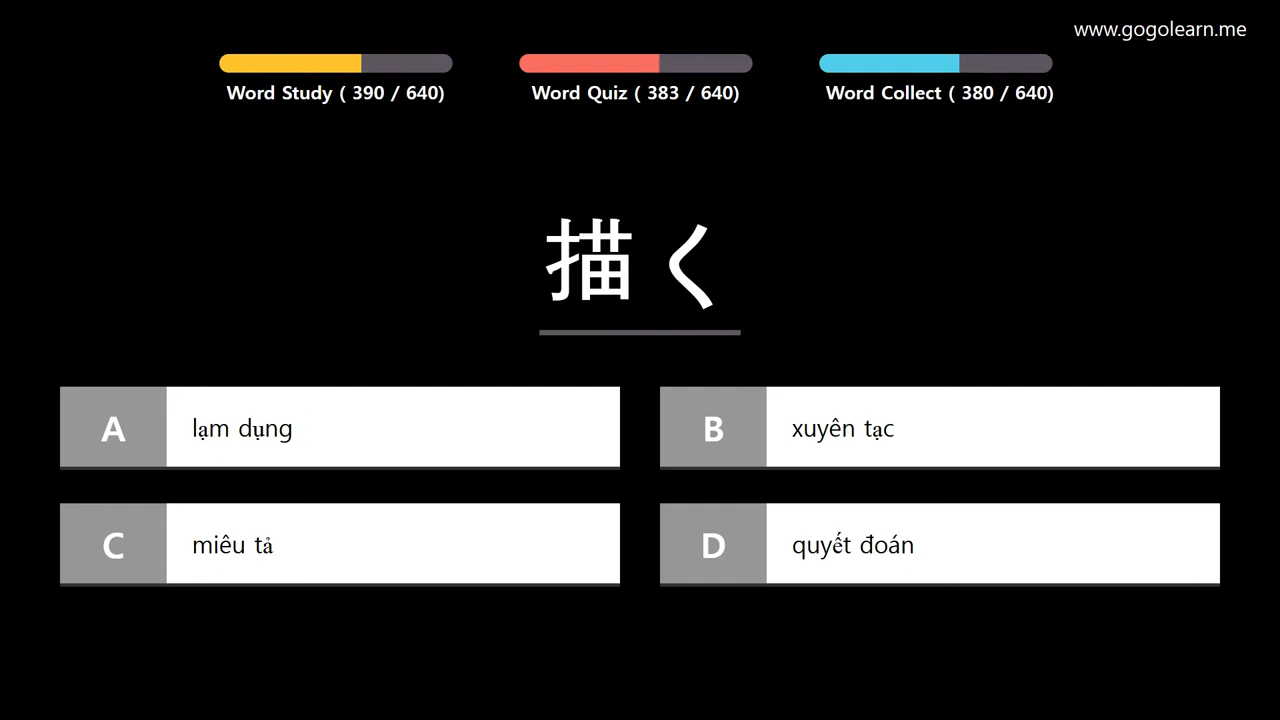 www.gogolearn.me
Word Study ( 390 / 640)
Word Quiz ( 383 / 640)
Word Collect ( 380 / 640)
描く
A lạm dụng
B xuyên tạc
C miêu tả
D quyết đoán